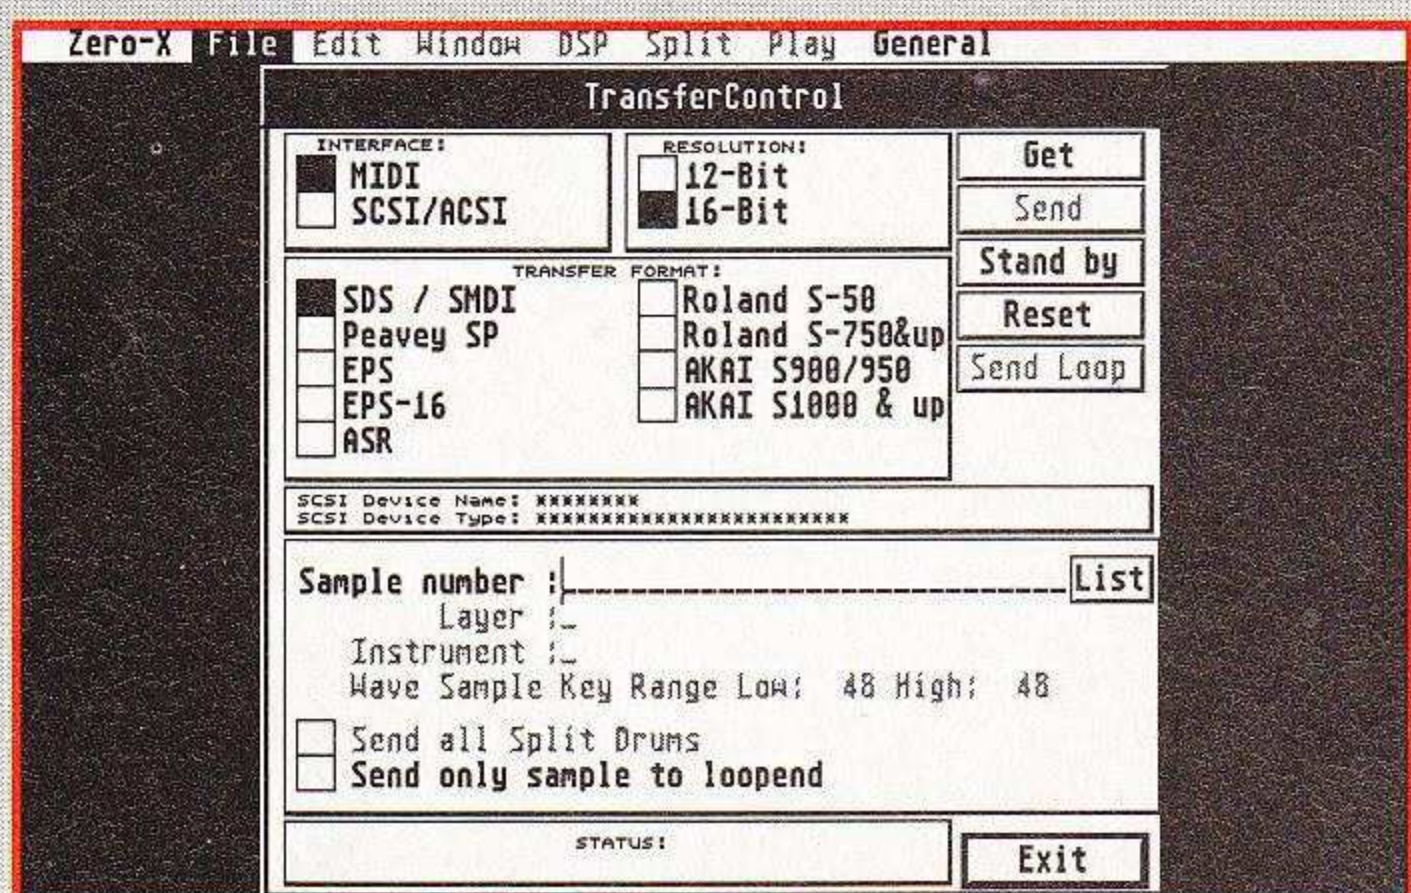 Zero-X File Edit Window DSP Split Play General
TransferControl
INTERFACE:
MIDI
SCSI/ACSI
RESOLUTION:
12-Bit
16-Bit
Get
Send
Stand by
Reset
Send Loop
TRANSFER FORMAT:
SDS / SMDI
Peavey SP
EPS
EPS-16
ASR
Roland S-50
Roland S-750&up
AKAI S900/950
AKAI S1000 & up
SCSI Device Name: ********
SCSI Device Type: ************************
Sample number :________________________________ List
Layer :_
Instrument :_
Wave Sample Key Range Low: 48 High: 48
Send all Split Drums
Send only sample to loopend
STATUS:
Exit